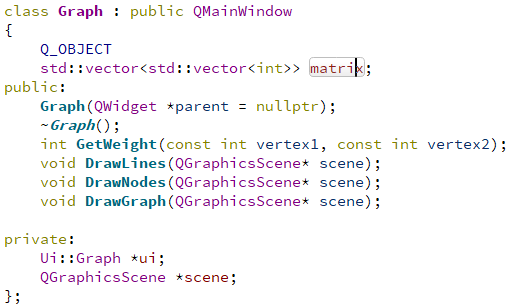 class Graph : public QMainWindow
{
    Q_OBJECT
    std::vector<std::vector<int>> matrix;
public:
    Graph(QWidget *parent = nullptr);
    ~Graph();
    int GetWeight(const int vertex1, const int vertex2);
    void DrawLines(QGraphicsScene* scene);
    void DrawNodes(QGraphicsScene* scene);
    void DrawGraph(QGraphicsScene* scene);

private:
    Ui::Graph *ui;
    QGraphicsScene *scene;
};